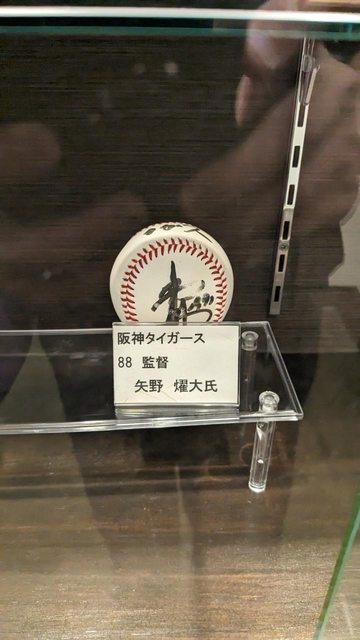 阪神タイガース
88 監督
矢野 燿大氏